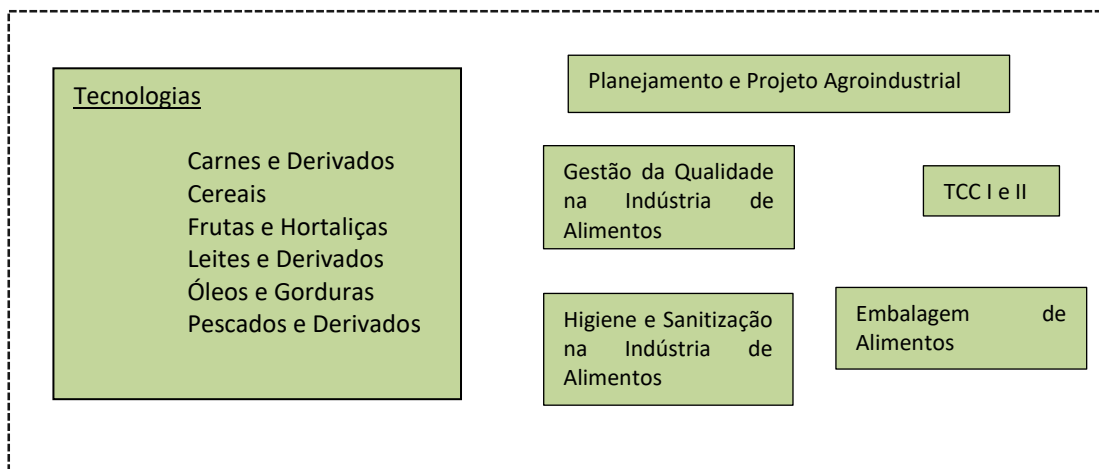 Tecnologias
Carnes e Derivados
Cereais
Frutas e Hortaliças
Leites e Derivados
Óleos e Gorduras
Pescados e Derivados
Planejamento e Projeto Agroindustrial
Gestão da Qualidade
na Indústria de
Alimentos
TCC I e II
Higiene e Sanitização
na Indústria de
Alimentos
Embalagem de
Alimentos